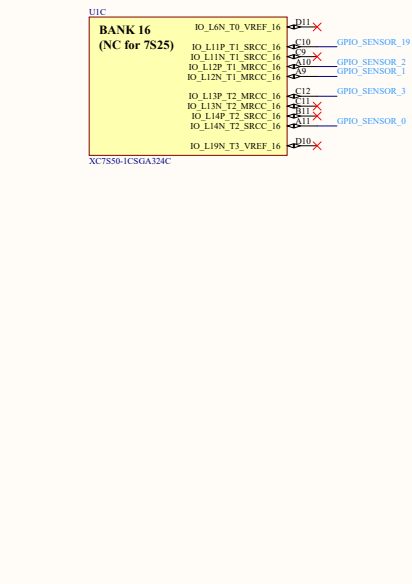 U1C
BANK 16
(NC for 7S25)
IO_L6N_T0_VREF_16 D11
IO_L11P_T1_SRCC_16 C10 GPIO_SENSOR_19
IO_L11N_T1_SRCC_16 C9
IO_L12P_T1_MRCC_16 A10 GPIO_SENSOR_2
IO_L12N_T1_MRCC_16 A9 GPIO_SENSOR_1
IO_L13P_T2_MRCC_16 C12 GPIO_SENSOR_3
IO_L13N_T2_MRCC_16 C11
IO_L14P_T2_SRCC_16 B11
IO_L14N_T2_SRCC_16 A11 GPIO_SENSOR_0
IO_L19N_T3_VREF_16 D10
XC7S50-1CSGA324C